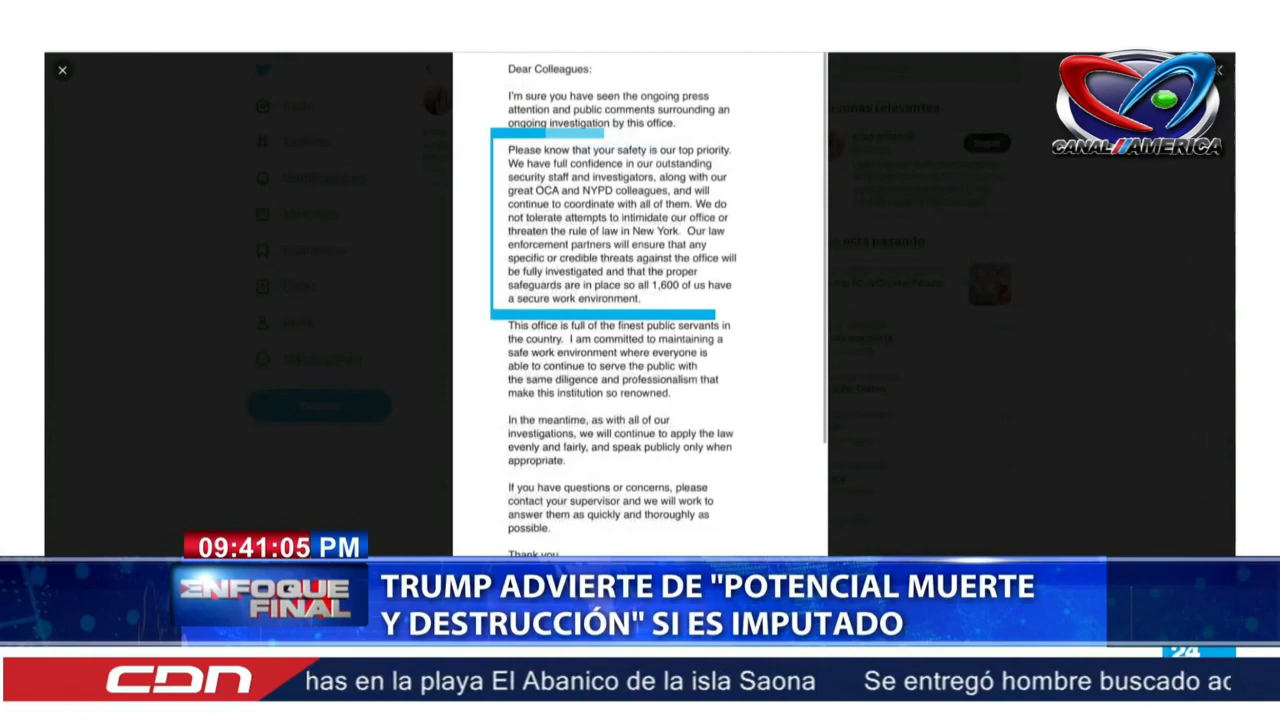 Dear Colleagues:
I'm sure you have seen the ongoing press
attention and public comments surrounding an
ongoing investigation by this office.
Please know that your safety is our top priority.
We have full confidence in our outstanding
security staff and investigators, along with our
great OCA and NYPD colleagues, and will
continue to coordinate with all of them. We do
not tolerate attempts to intimidate our office or
threaten the rule of law in New York. Our law
enforcement partners will ensure that any
specific or credible threats against the office will
be fully investigated and that the proper
safeguards are in place so all 1,600 of us have
a secure work environment.
This office is full of the finest public servants in
the country. I am committed to maintaining a
safe work environment where everyone is
able to continue to serve the public with
the same diligence and professionalism that
make this institution so renowned.
In the meantime, as with all of our
investigations, we will continue to apply the law
evenly and fairly, and speak publicly only when
appropriate.
If you have questions or concerns, please
contact your supervisor and we will work to
answer them as quickly and thoroughly as
possible.
Thank you
relevantes
está pasando
CANAL AMERICA
09:41:05 PM
ENFOQUE
FINAL
TRUMP ADVIERTE DE "POTENCIAL MUERTE
Y DESTRUCCIÓN" SI ES IMPUTADO
24
CDN
has en la playa El Abanico de la isla Saona
Se entregó hombre buscado